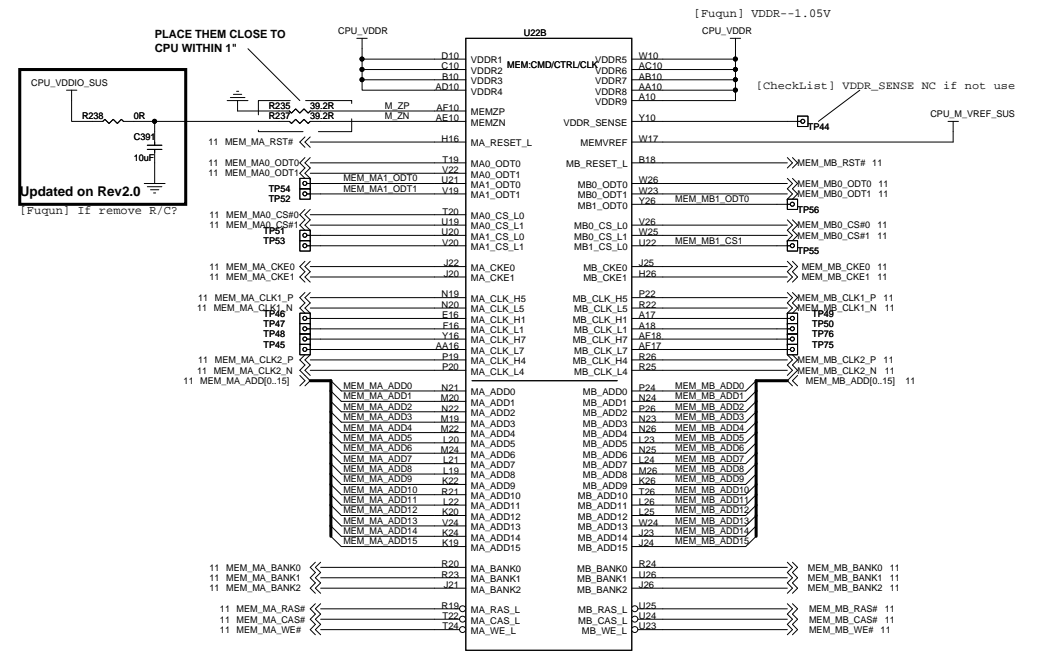 [Fuqun] VDDR--1.05V
PLACE THEM CLOSE TO
CPU WITHIN 1"
CPU_VDDR
U22B
CPU_VDDR
MEM:CMD/CTRL/CLK
D10 VDDR1 VDDR5 W10
C10 VDDR2 VDDR6 AC10
B10 VDDR3 VDDR7 AB10
AD10 VDDR4 VDDR8 AA10
VDDR9 A10
[CheckList] VDDR_SENSE NC if not use
CPU_VDDIO_SUS
R238 0R
C391
10uF
Updated on Rev2.0
[Fuqun] If remove R/C?
R235 39.2R M_ZP AF10 MEMZP
R237 39.2R M_ZN AE10 MEMZN
VDDR_SENSE Y10 TP44
CPU_M_VREF_SUS
MEMVREF W17
11 MEM_MA_RST# H16 MA_RESET_L
MB_RESET_L B18 MEM_MB_RST# 11
11 MEM_MA0_ODT0 T19 MA0_ODT0
11 MEM_MA0_ODT1 V22 MA0_ODT1
TP54 MEM_MA1_ODT0 U21 MA1_ODT0
TP52 MEM_MA1_ODT1 V19 MA1_ODT1
MB0_ODT0 W26 MEM_MB0_ODT0 11
MB0_ODT1 W23 MEM_MB0_ODT1 11
MB1_ODT0 Y26 MEM_MB1_ODT0 TP56
11 MEM_MA0_CS#0 T20 MA0_CS_L0
11 MEM_MA0_CS#1 U19 MA0_CS_L1
TP51 U20 MA1_CS_L0
TP53 V20 MA1_CS_L1
MB0_CS_L0 V26 MEM_MB0_CS#0 11
MB0_CS_L1 W25 MEM_MB0_CS#1 11
MB1_CS_L0 U22 MEM_MB1_CS1 TP55
11 MEM_MA_CKE0 J22 MA_CKE0 MB_CKE0 J25 MEM_MB_CKE0 11
11 MEM_MA_CKE1 J20 MA_CKE1 MB_CKE1 H26 MEM_MB_CKE1 11
11 MEM_MA_CLK1_P N19 MA_CLK_H5 MB_CLK_H5 P22 MEM_MB_CLK1_P 11
11 MEM_MA_CLK1_N N20 MA_CLK_L5 MB_CLK_L5 R22 MEM_MB_CLK1_N 11
TP46 E16 MA_CLK_H1 MB_CLK_H1 A17 TP49
TP47 F16 MA_CLK_L1 MB_CLK_L1 A18 TP50
TP48 Y16 MA_CLK_H7 MB_CLK_H7 AF18 TP76
TP45 AA16 MA_CLK_L7 MB_CLK_L7 AF17 TP75
11 MEM_MA_CLK2_P P19 MA_CLK_H4 MB_CLK_H4 R26 MEM_MB_CLK2_P 11
11 MEM_MA_CLK2_N P20 MA_CLK_L4 MB_CLK_L4 R25 MEM_MB_CLK2_N 11
11 MEM_MA_ADD[0..15] MEM_MB_ADD[0..15] 11
MEM_MA_ADD0 N21 MA_ADD0 MB_ADD0 P24 MEM_MB_ADD0
MEM_MA_ADD1 M20 MA_ADD1 MB_ADD1 N24 MEM_MB_ADD1
MEM_MA_ADD2 N22 MA_ADD2 MB_ADD2 P26 MEM_MB_ADD2
MEM_MA_ADD3 M19 MA_ADD3 MB_ADD3 N23 MEM_MB_ADD3
MEM_MA_ADD4 M22 MA_ADD4 MB_ADD4 N26 MEM_MB_ADD4
MEM_MA_ADD5 L20 MA_ADD5 MB_ADD5 L23 MEM_MB_ADD5
MEM_MA_ADD6 M24 MA_ADD6 MB_ADD6 N25 MEM_MB_ADD6
MEM_MA_ADD7 L21 MA_ADD7 MB_ADD7 L24 MEM_MB_ADD7
MEM_MA_ADD8 L19 MA_ADD8 MB_ADD8 M26 MEM_MB_ADD8
MEM_MA_ADD9 K22 MA_ADD9 MB_ADD9 K26 MEM_MB_ADD9
MEM_MA_ADD10 R21 MA_ADD10 MB_ADD10 T26 MEM_MB_ADD10
MEM_MA_ADD11 L22 MA_ADD11 MB_ADD11 L26 MEM_MB_ADD11
MEM_MA_ADD12 K20 MA_ADD12 MB_ADD12 L25 MEM_MB_ADD12
MEM_MA_ADD13 V24 MA_ADD13 MB_ADD13 W24 MEM_MB_ADD13
MEM_MA_ADD14 K24 MA_ADD14 MB_ADD14 J23 MEM_MB_ADD14
MEM_MA_ADD15 K19 MA_ADD15 MB_ADD15 J24 MEM_MB_ADD15
11 MEM_MA_BANK0 R20 MA_BANK0 MB_BANK0 R24 MEM_MB_BANK0 11
11 MEM_MA_BANK1 R23 MA_BANK1 MB_BANK1 U26 MEM_MB_BANK1 11
11 MEM_MA_BANK2 J21 MA_BANK2 MB_BANK2 J26 MEM_MB_BANK2 11
11 MEM_MA_RAS# R19 MA_RAS_L MB_RAS_L U25 MEM_MB_RAS# 11
11 MEM_MA_CAS# T22 MA_CAS_L MB_CAS_L U24 MEM_MB_CAS# 11
11 MEM_MA_WE# T24 MA_WE_L MB_WE_L U23 MEM_MB_WE# 11